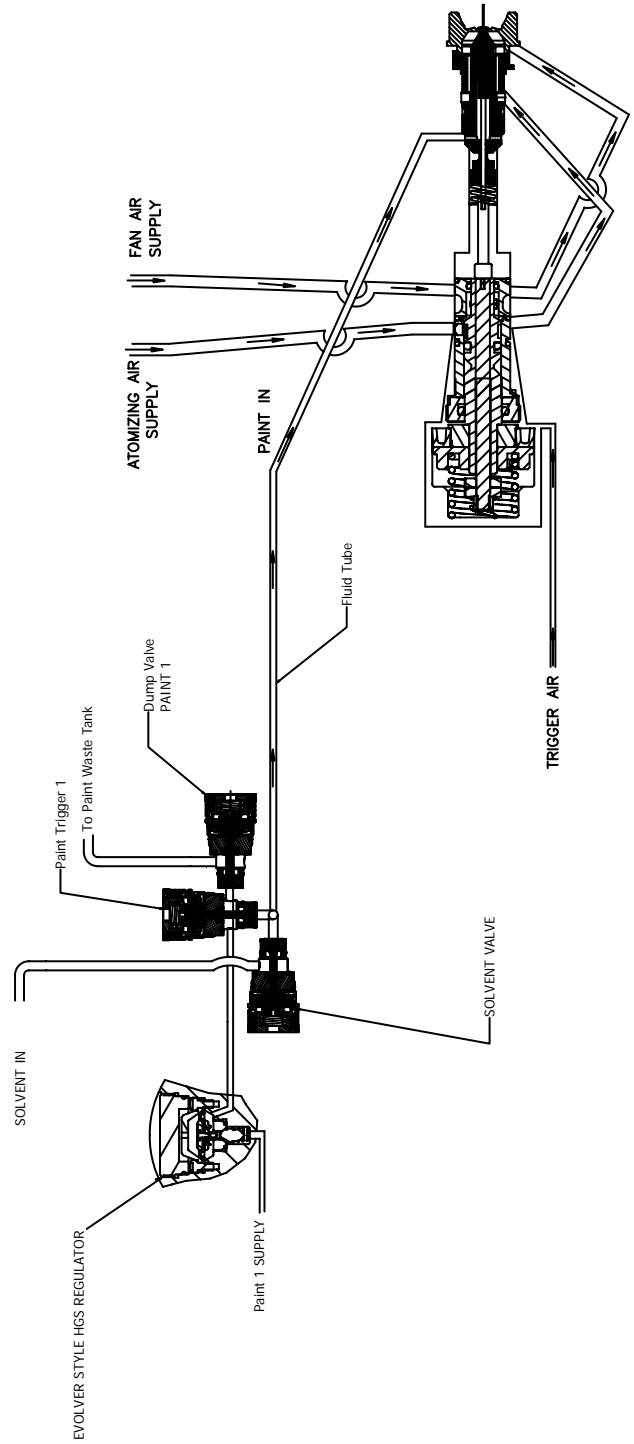 FAN AIR
SUPPLY
ATOMIZING AIR
SUPPLY
PAINT IN
Fluid Tube
Dump Valve
PAINT 1
To Paint Waste Tank
Paint Trigger 1
TRIGGER AIR
SOLVENT VALVE
SOLVENT IN
EVOLVER STYLE HGS REGULATOR
Paint 1 SUPPLY